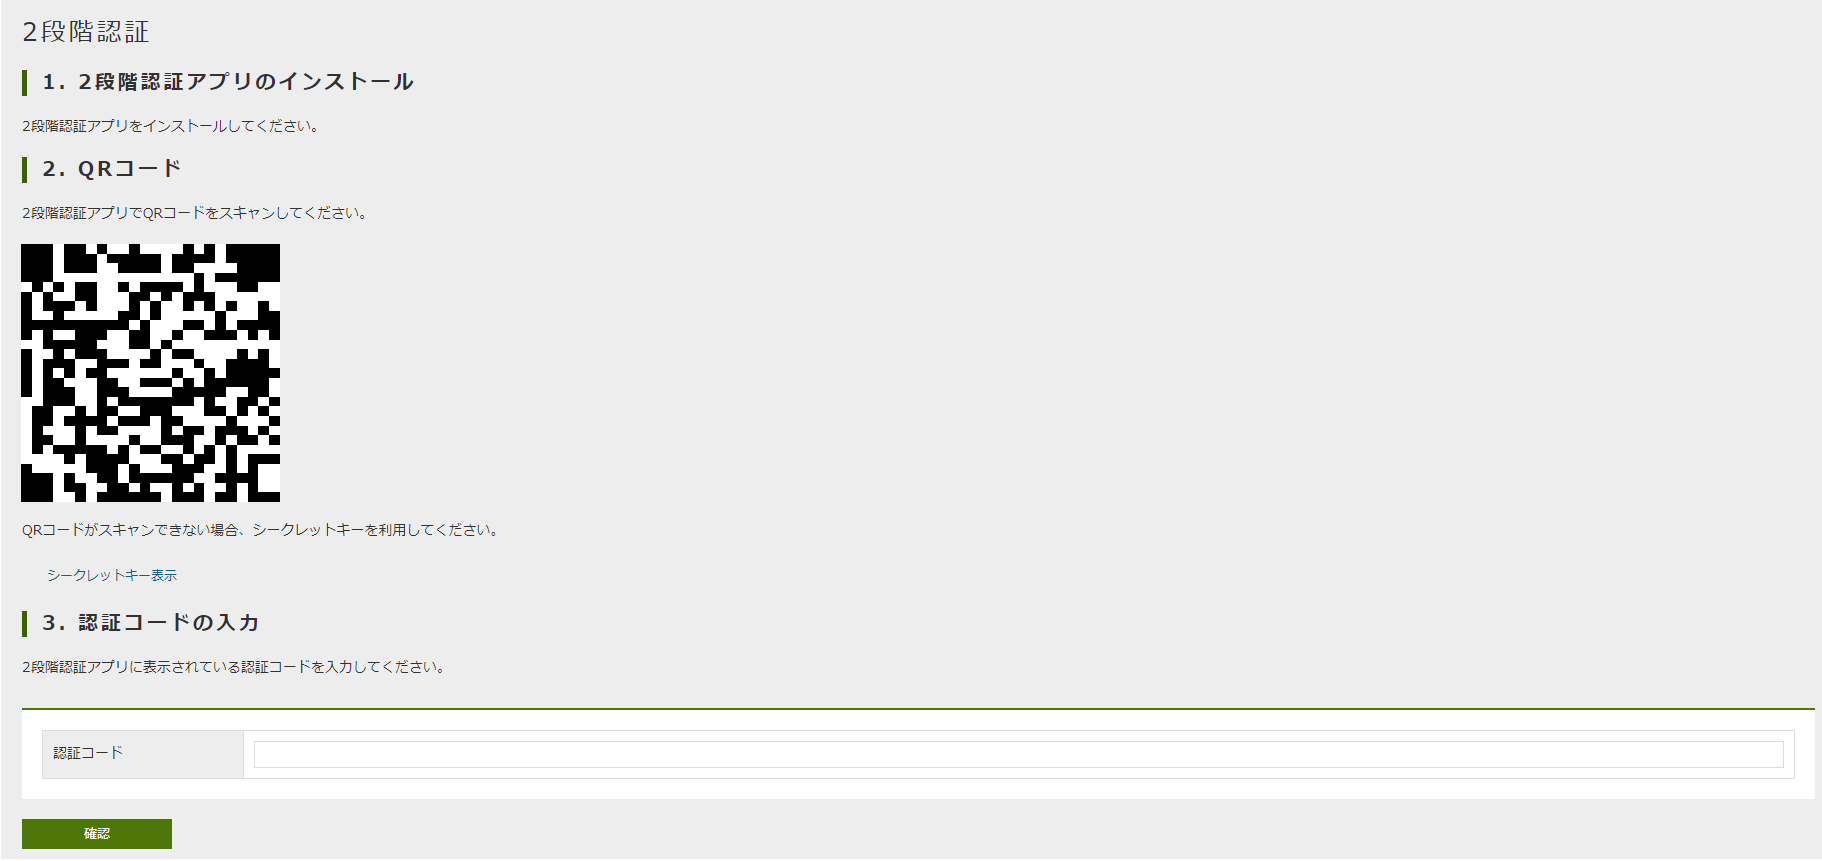 2段階認証
1. 2段階認証アプリのインストール
2段階認証アプリをインストールしてください。
2. QRコード
2段階認証アプリでQRコードをスキャンしてください。
QRコードがスキャンできない場合、シークレットキーを利用してください。
シークレットキー表示
3. 認証コードの入力
2段階認証アプリに表示されている認証コードを入力してください。
認証コード
確認